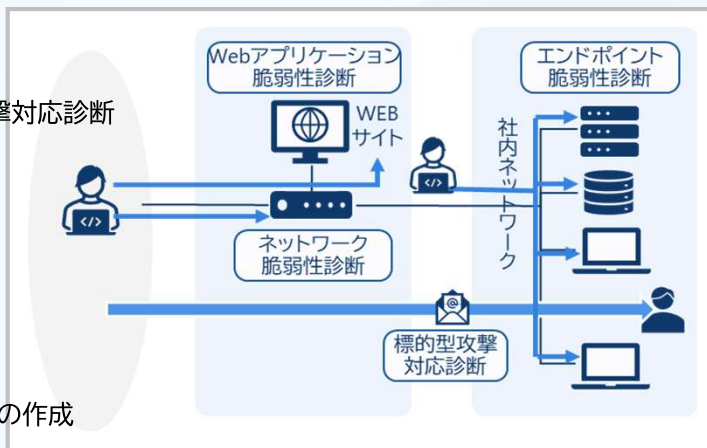 Webアプリケーション
脆弱性診断
エンドポイント
脆弱性診断
撃対応診断
WEB
サイト
社内ネットワーク
</>
</>
ネットワーク
脆弱性診断
@
標的型攻撃
対応診断
の作成